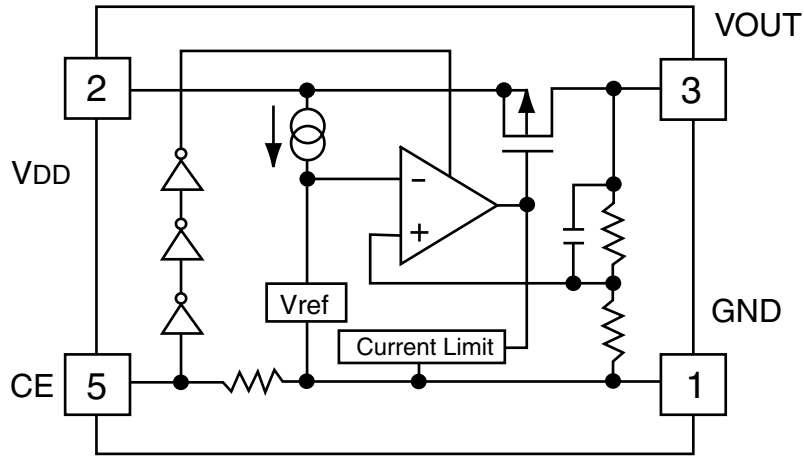 VOUT
2
3
VDD
-
+
Vref
GND
Current Limit
CE
5
1